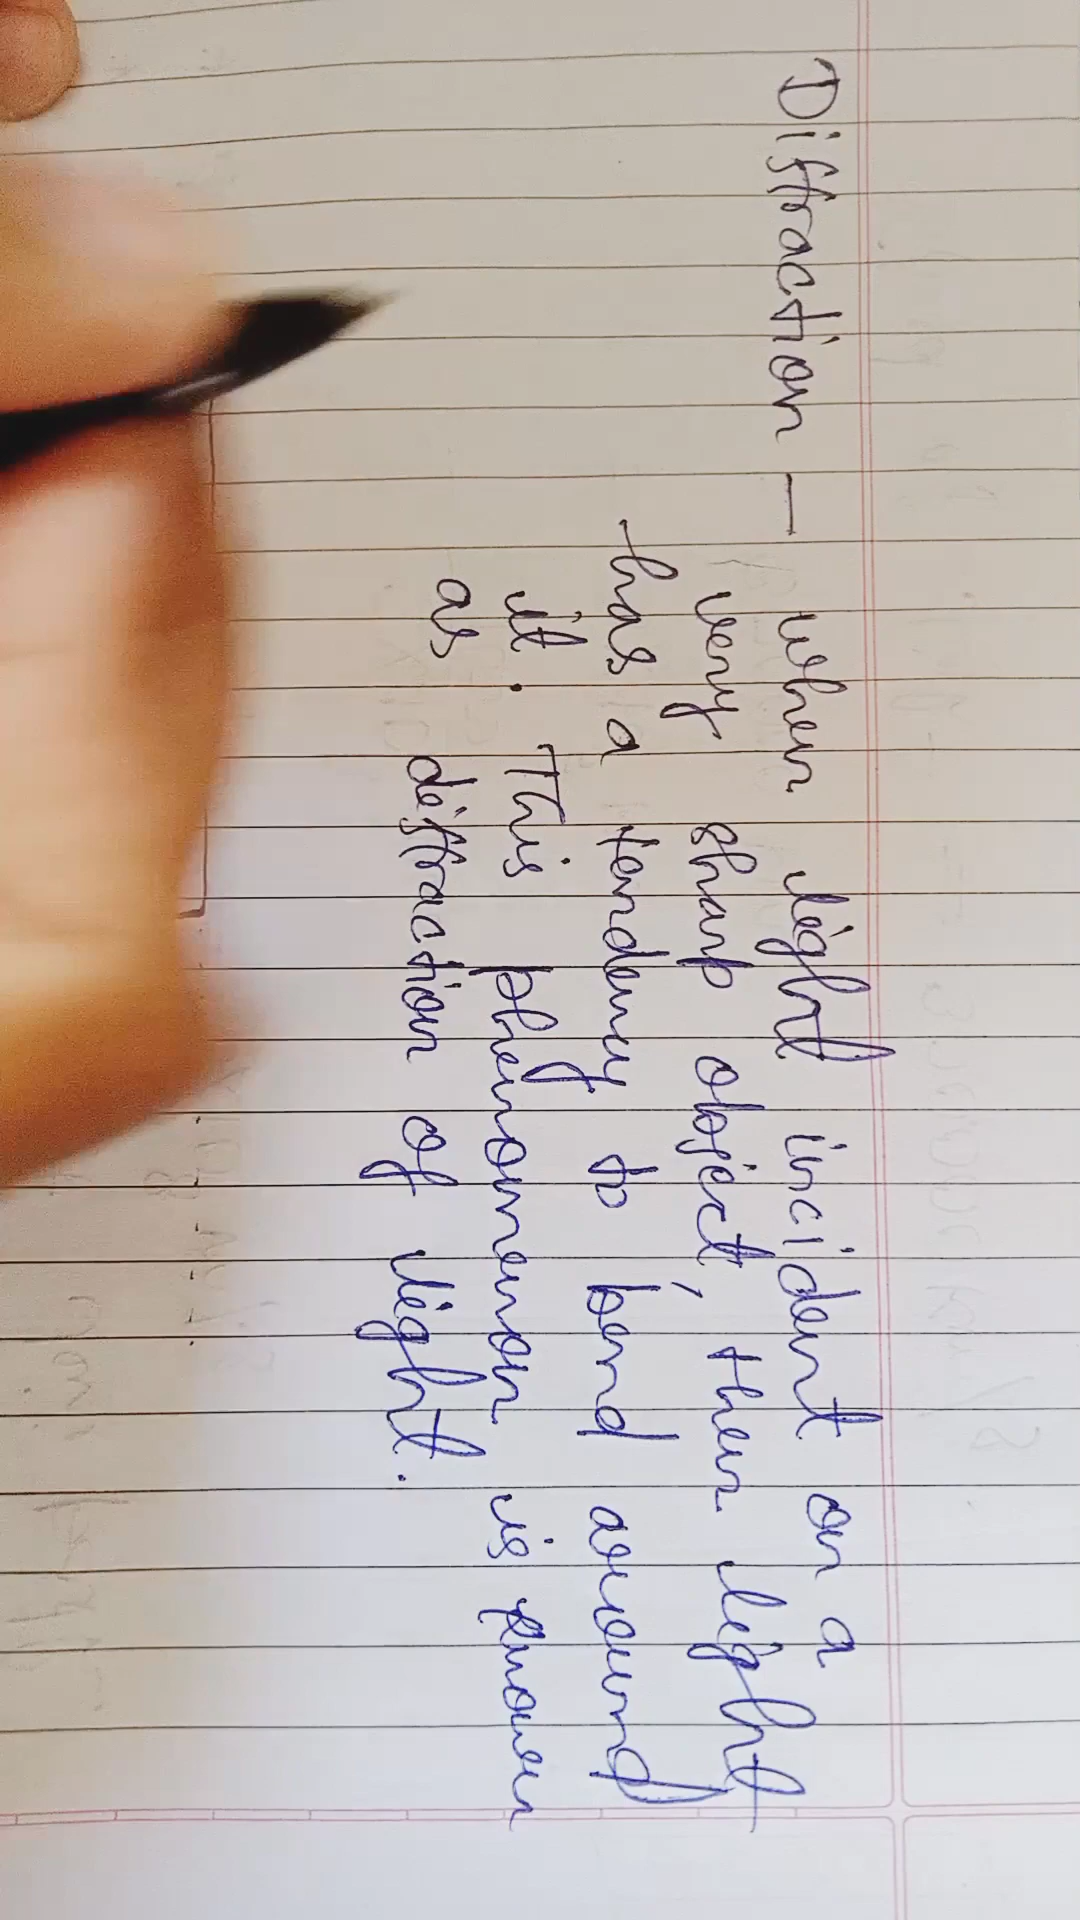 Diffraction — when light incident on a
very sharp object, then light
has a tendency to bend around
it. This phenomenon is known
as diffraction of light.